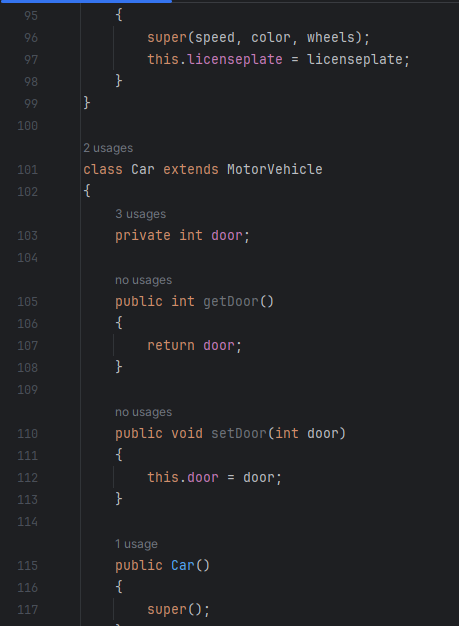 95 {
96 super(speed, color, wheels);
97 this.licenseplate = licenseplate;
98 }
99 }
100
2 usages
101 class Car extends MotorVehicle
102 {
3 usages
103 private int door;
104
no usages
105 public int getDoor()
106 {
107 return door;
108 }
109
no usages
110 public void setDoor(int door)
111 {
112 this.door = door;
113 }
114
1 usage
115 public Car()
116 {
117 super();